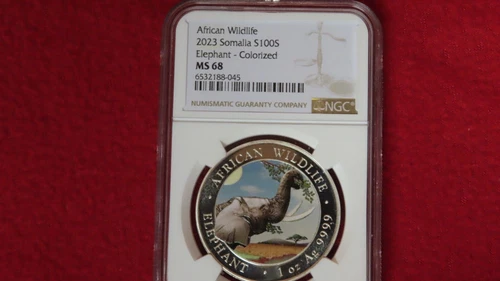 African Wildlife
2023 Somalia S100S
Elephant - Colorized
MS 68
6532188-045
NUMISMATIC GUARANTY COMPANY
NGC
AFRICAN WILDLIFE
ELEPHANT • 1 oz Ag 999.9